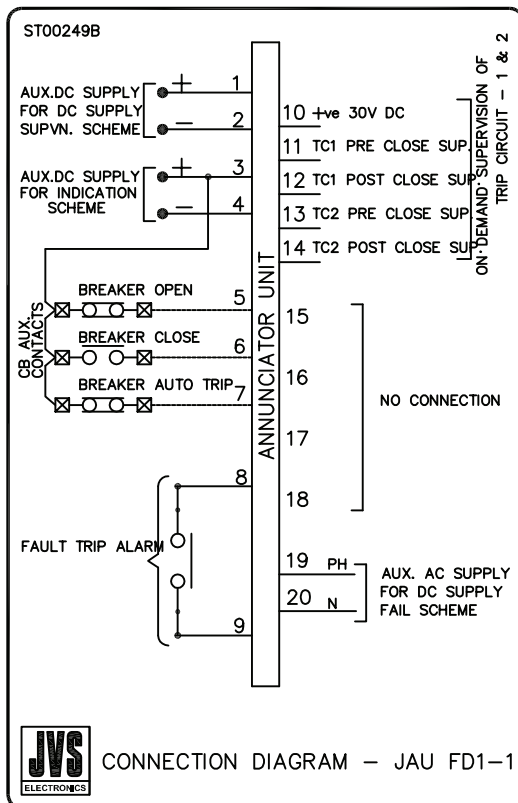 ST00249B
AUX.DC SUPPLY
FOR DC SUPPLY
SUPVN. SCHEME
+
1
−
2
AUX.DC SUPPLY
FOR INDICATION
SCHEME
+
3
−
4
CB AUX.
CONTACTS
BREAKER OPEN
5
BREAKER CLOSE
6
BREAKER AUTO TRIP
7
FAULT TRIP ALARM
8
9
ANNUNCIATOR UNIT
10 +ve 30V DC
11 TC1 PRE CLOSE SUP.
12 TC1 POST CLOSE SUP
13 TC2 PRE CLOSE SUP.
14 TC2 POST CLOSE SUP
ON DEMAND SUPERVISION OF
TRIP CIRCUIT - 1 & 2
15
16
17
18
NO CONNECTION
19 PH
20 N
AUX. AC SUPPLY
FOR DC SUPPLY
FAIL SCHEME
JVS
ELECTRONICS
CONNECTION DIAGRAM - JAU FD1-1